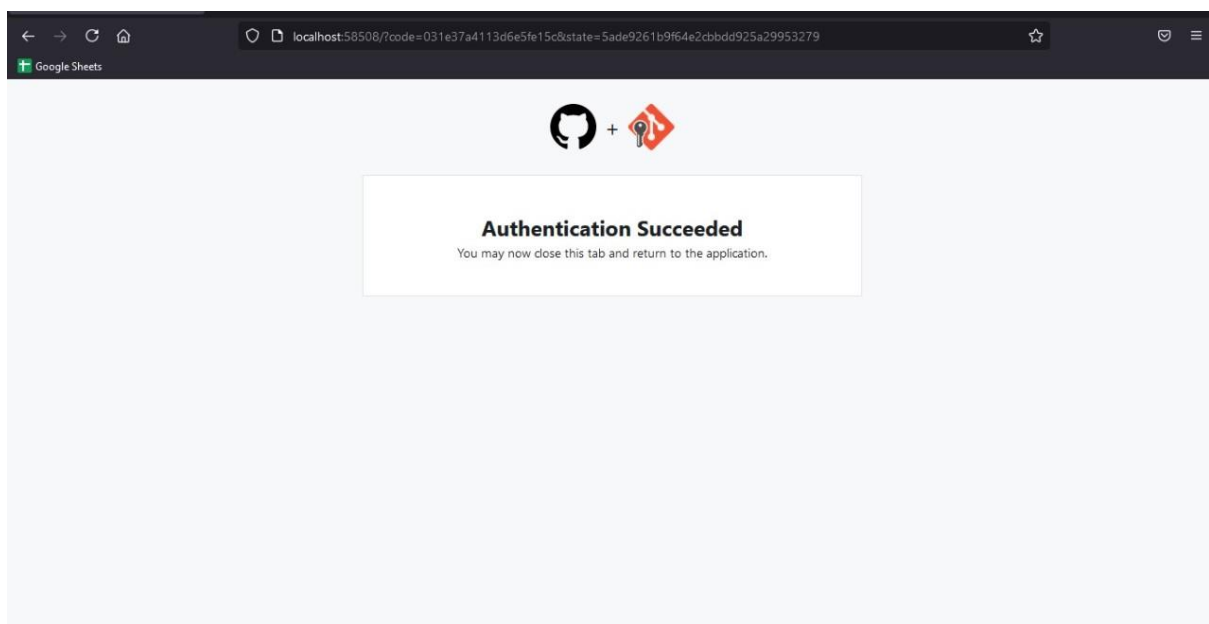 localhost:58508/?code=031e37a4113d6e5fe15c&state=5ade9261b9f64e2cbbdd925a29953279
Google Sheets
+
Authentication Succeeded
You may now close this tab and return to the application.